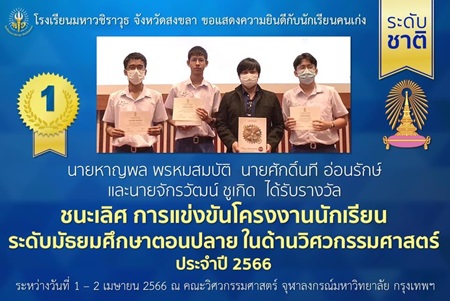 โรงเรียนมหาวชิราวุธ จังหวัดสงขลา ขอแสดงความยินดีกับนักเรียนคนเก่ง
ระดับ
ชาติ
1
นายหาญพล พรหมสมบัติ นายศักดิ์นที อ่อนรักษ์
และนายจักรวัฒน์ ชูเกิด ได้รับรางวัล
ชนะเลิศ การแข่งขันโครงงานนักเรียน
ระดับมัธยมศึกษาตอนปลาย ในด้านวิศวกรรมศาสตร์
ประจำปี 2566
ระหว่างวันที่ 1 – 2 เมษายน 2566 ณ คณะวิศวกรรมศาสตร์ จุฬาลงกรณ์มหาวิทยาลัย กรุงเทพฯ